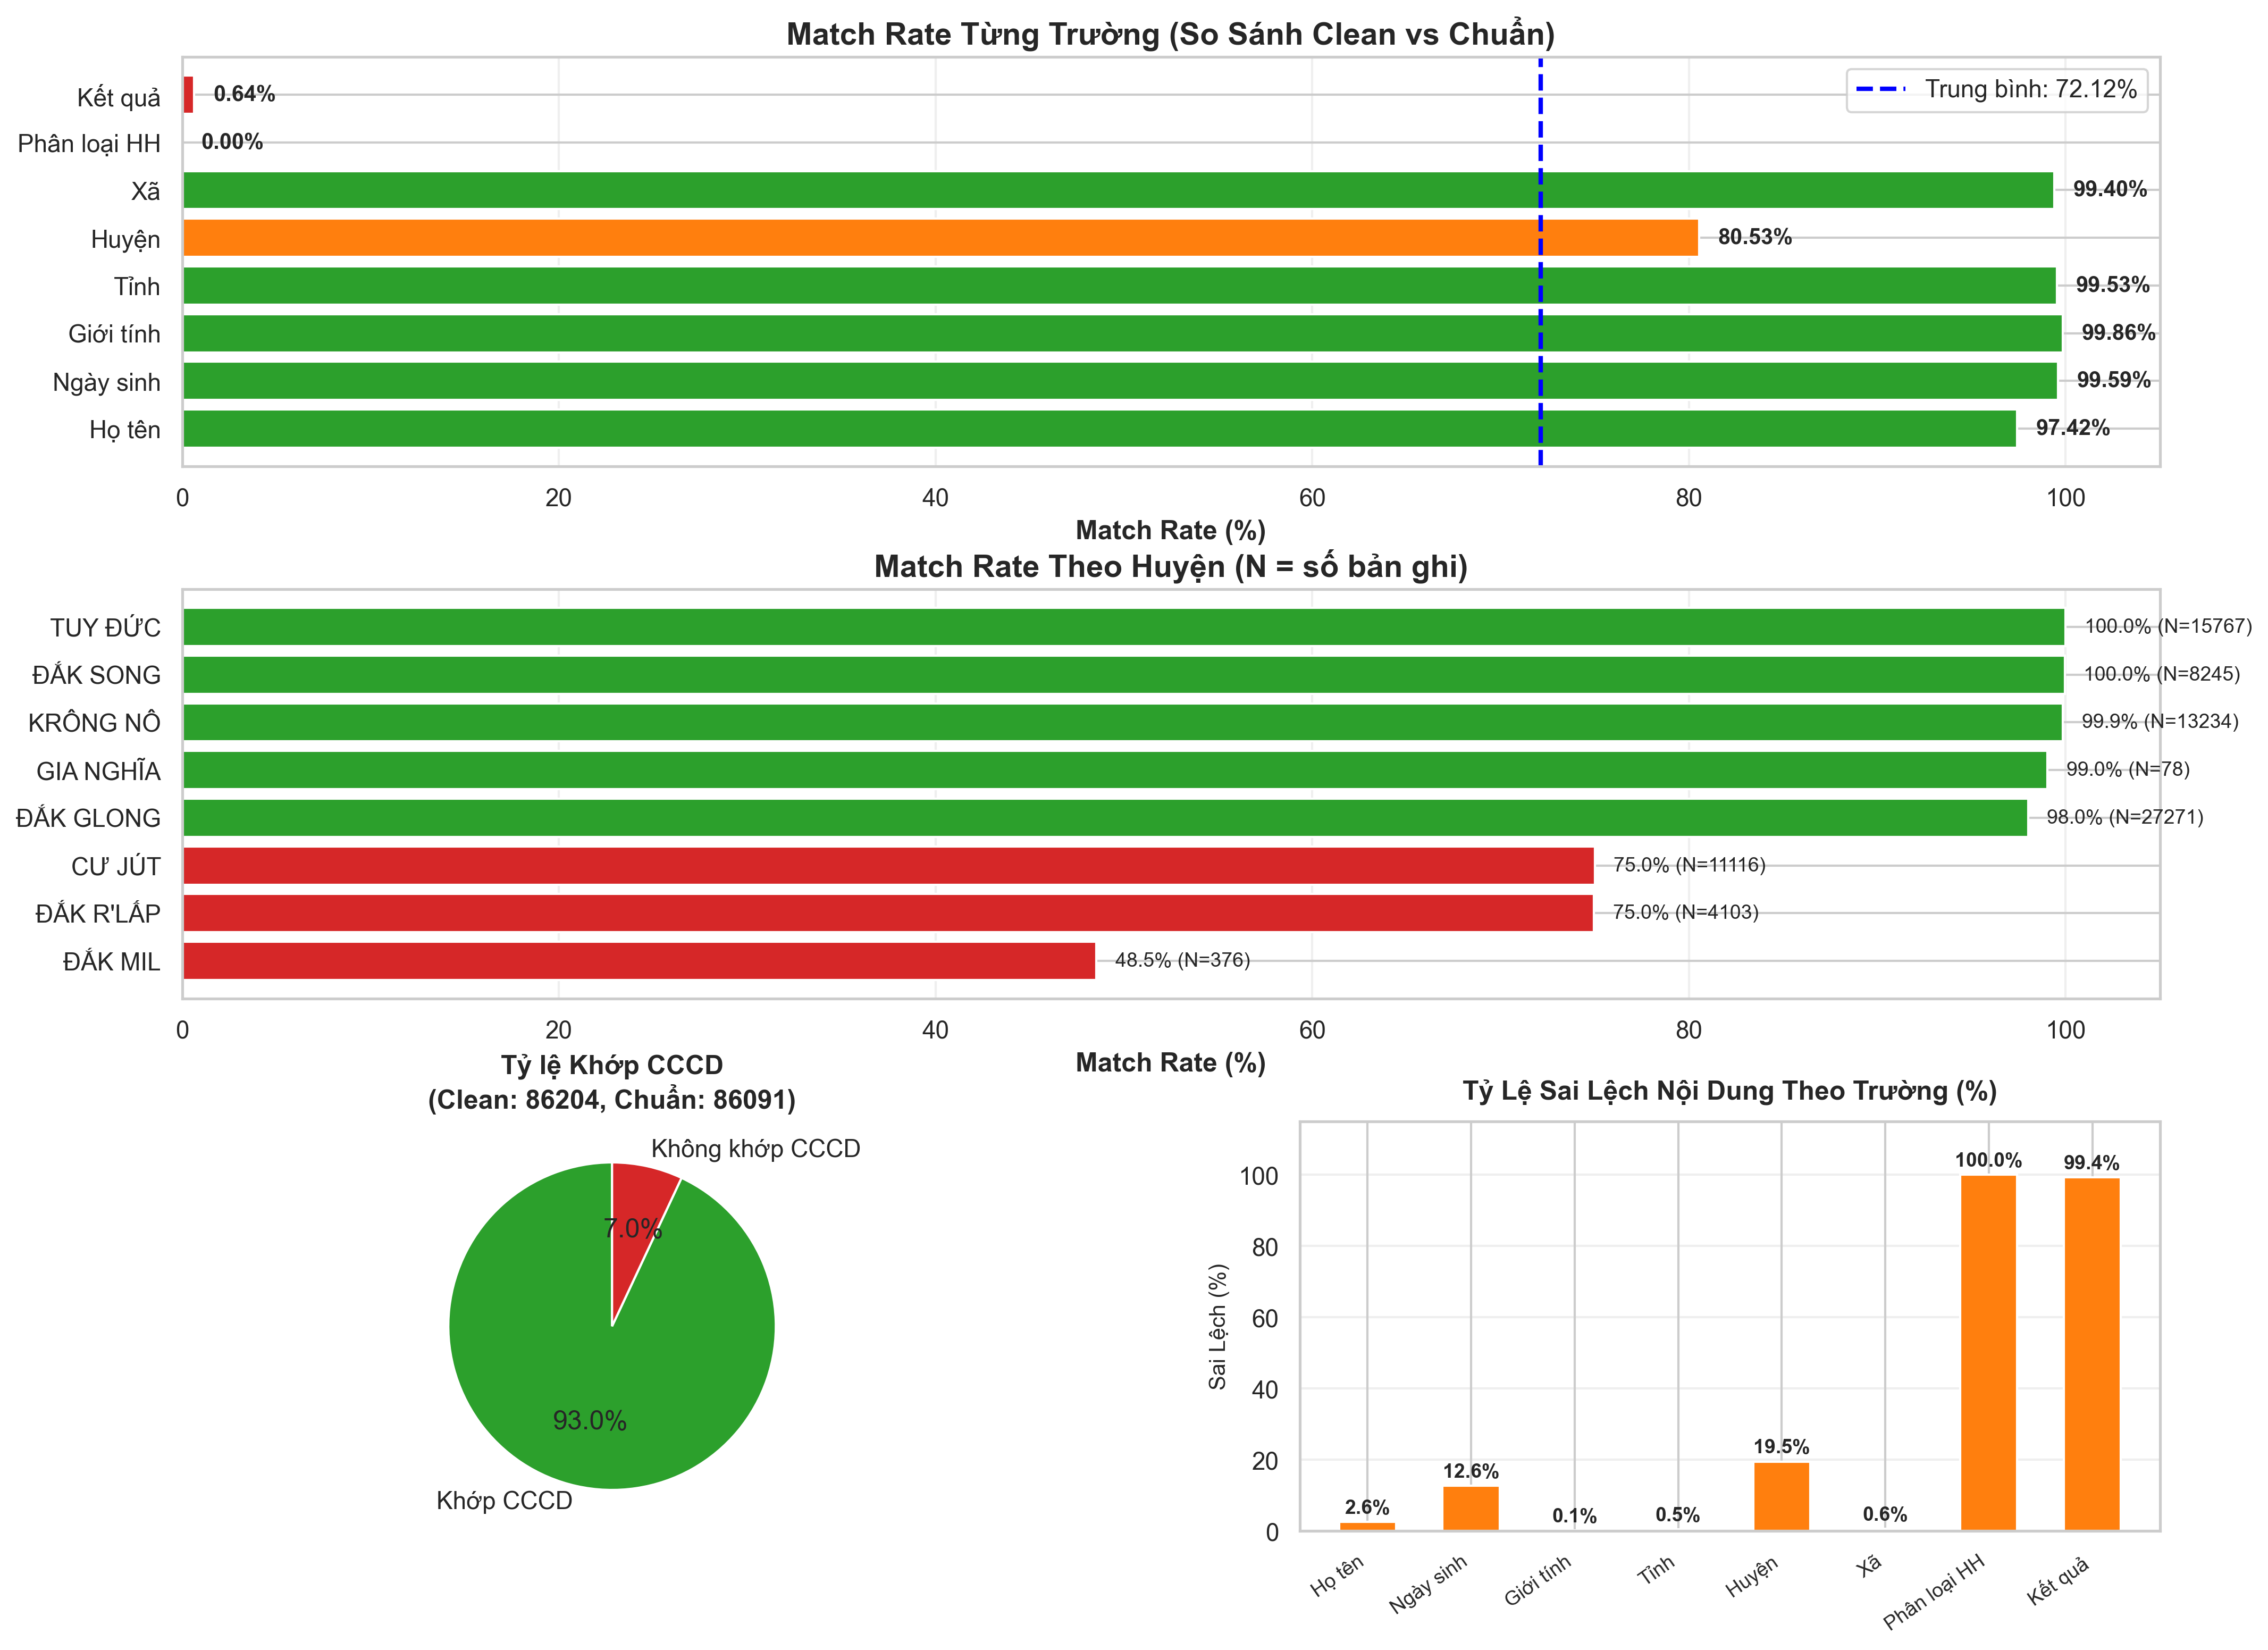 Match Rate Từng Trường (So Sánh Clean vs Chuẩn)
Trung bình: 72.12%
Kết quả 0.64%
Phân loại HH 0.00%
Xã 99.40%
Huyện 80.53%
Tỉnh 99.53%
Giới tính 99.86%
Ngày sinh 99.59%
Họ tên 97.42%
0 20 40 60 80 100
Match Rate (%)
Match Rate Theo Huyện (N = số bản ghi)
TUY ĐỨC 100.0% (N=15767)
ĐẮK SONG 100.0% (N=8245)
KRÔNG NÔ 99.9% (N=13234)
GIA NGHĨA 99.0% (N=78)
ĐẮK GLONG 98.0% (N=27271)
CƯ JÚT 75.0% (N=11116)
ĐẮK R'LẤP 75.0% (N=4103)
ĐẮK MIL 48.5% (N=376)
0 20 40 60 80 100
Match Rate (%)
Tỷ lệ Khớp CCCD
(Clean: 86204, Chuẩn: 86091)
Không khớp CCCD
7.0%
93.0%
Khớp CCCD
Tỷ Lệ Sai Lệch Nội Dung Theo Trường (%)
Sai Lệch (%)
100
80
60
40
20
0
2.6% 12.6% 0.1% 0.5% 19.5% 0.6% 100.0% 99.4%
Họ tên Ngày sinh Giới tính Tỉnh Huyện Xã Phân loại HH Kết quả